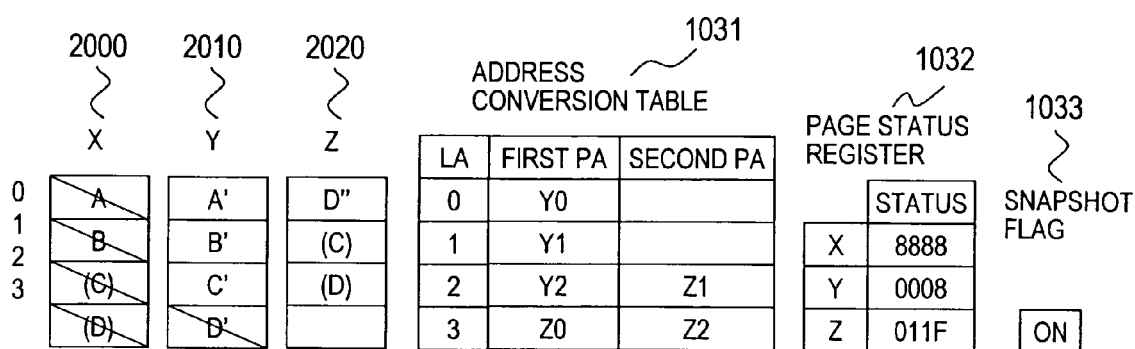 2000 2010 2020
X Y Z
0 A A' D"
1 B B' (C)
2 (C) C' (D)
3 (D) D'
1031
ADDRESS
CONVERSION TABLE
LA FIRST PA SECOND PA
0 Y0
1 Y1
2 Y2 Z1
3 Z0 Z2
1032
PAGE STATUS
REGISTER
STATUS
X 8888
Y 0008
Z 011F
1033
SNAPSHOT
FLAG
ON